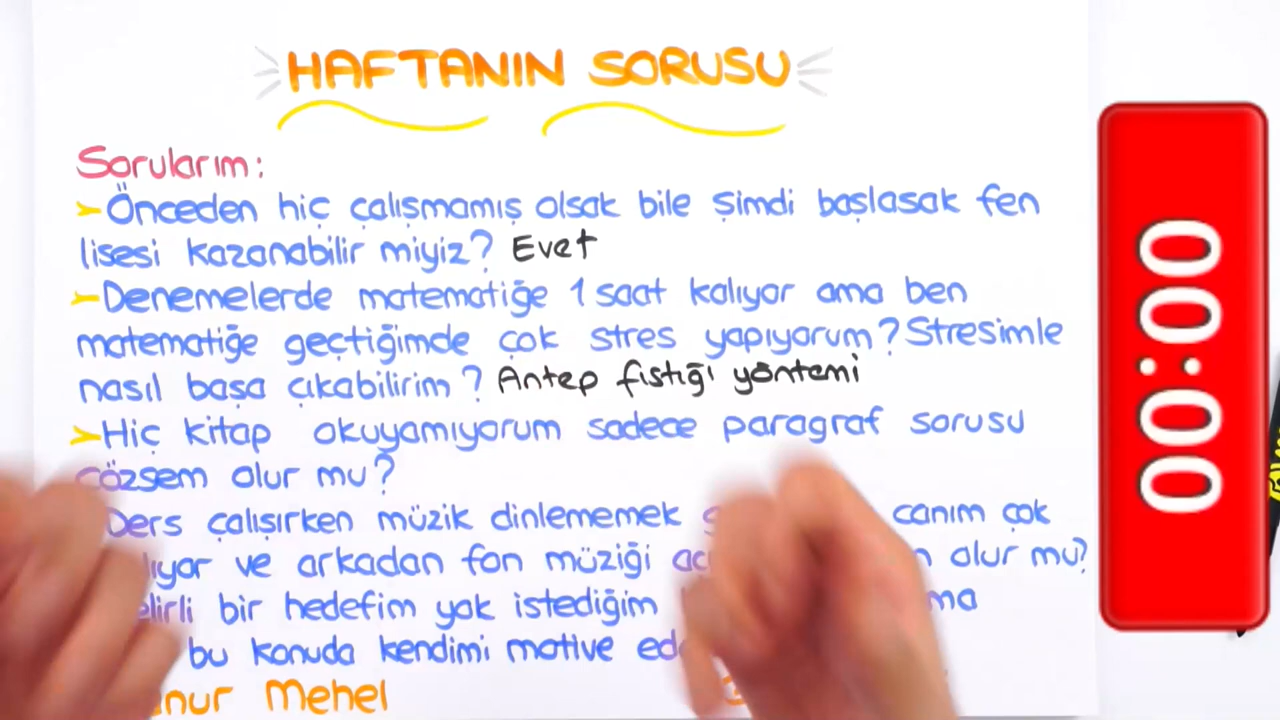 HAFTANIN SORUSU
Sorularım:
➤Önceden hiç çalışmamış olsak bile şimdi başlasak fen
lisesi kazanabilir miyiz? Evet
➤Denemelerde matematiğe 1 saat kalıyor ama ben
matematiğe geçtiğimde çok stres yapıyorum? Stresimle
nasıl başa çıkabilirim? Antep fıstığı yöntemi
➤Hiç kitap okuyamıyorum sadece paragraf sorusu
çözsem olur mu?
Ders çalışırken müzik dinlememek canım çok
ve arkadan fon müziği olur mu?
bir hedefim yok istediğim
bu konuda kendimi motive
Mehel
00:00